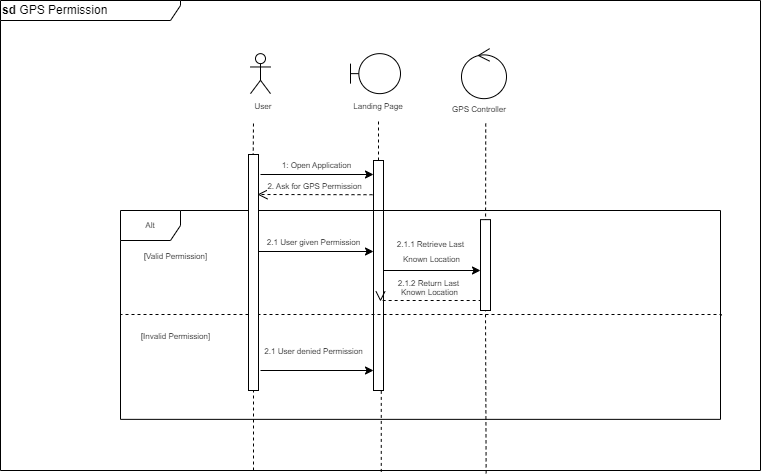 sd GPS Permission
User
Landing Page
GPS Controller
1: Open Application
2. Ask for GPS Permission
Alt
[Valid Permission]
2.1 User given Permission
2.1.1 Retrieve Last
Known Location
2.1.2 Return Last
Known Location
[Invalid Permission]
2.1 User denied Permission